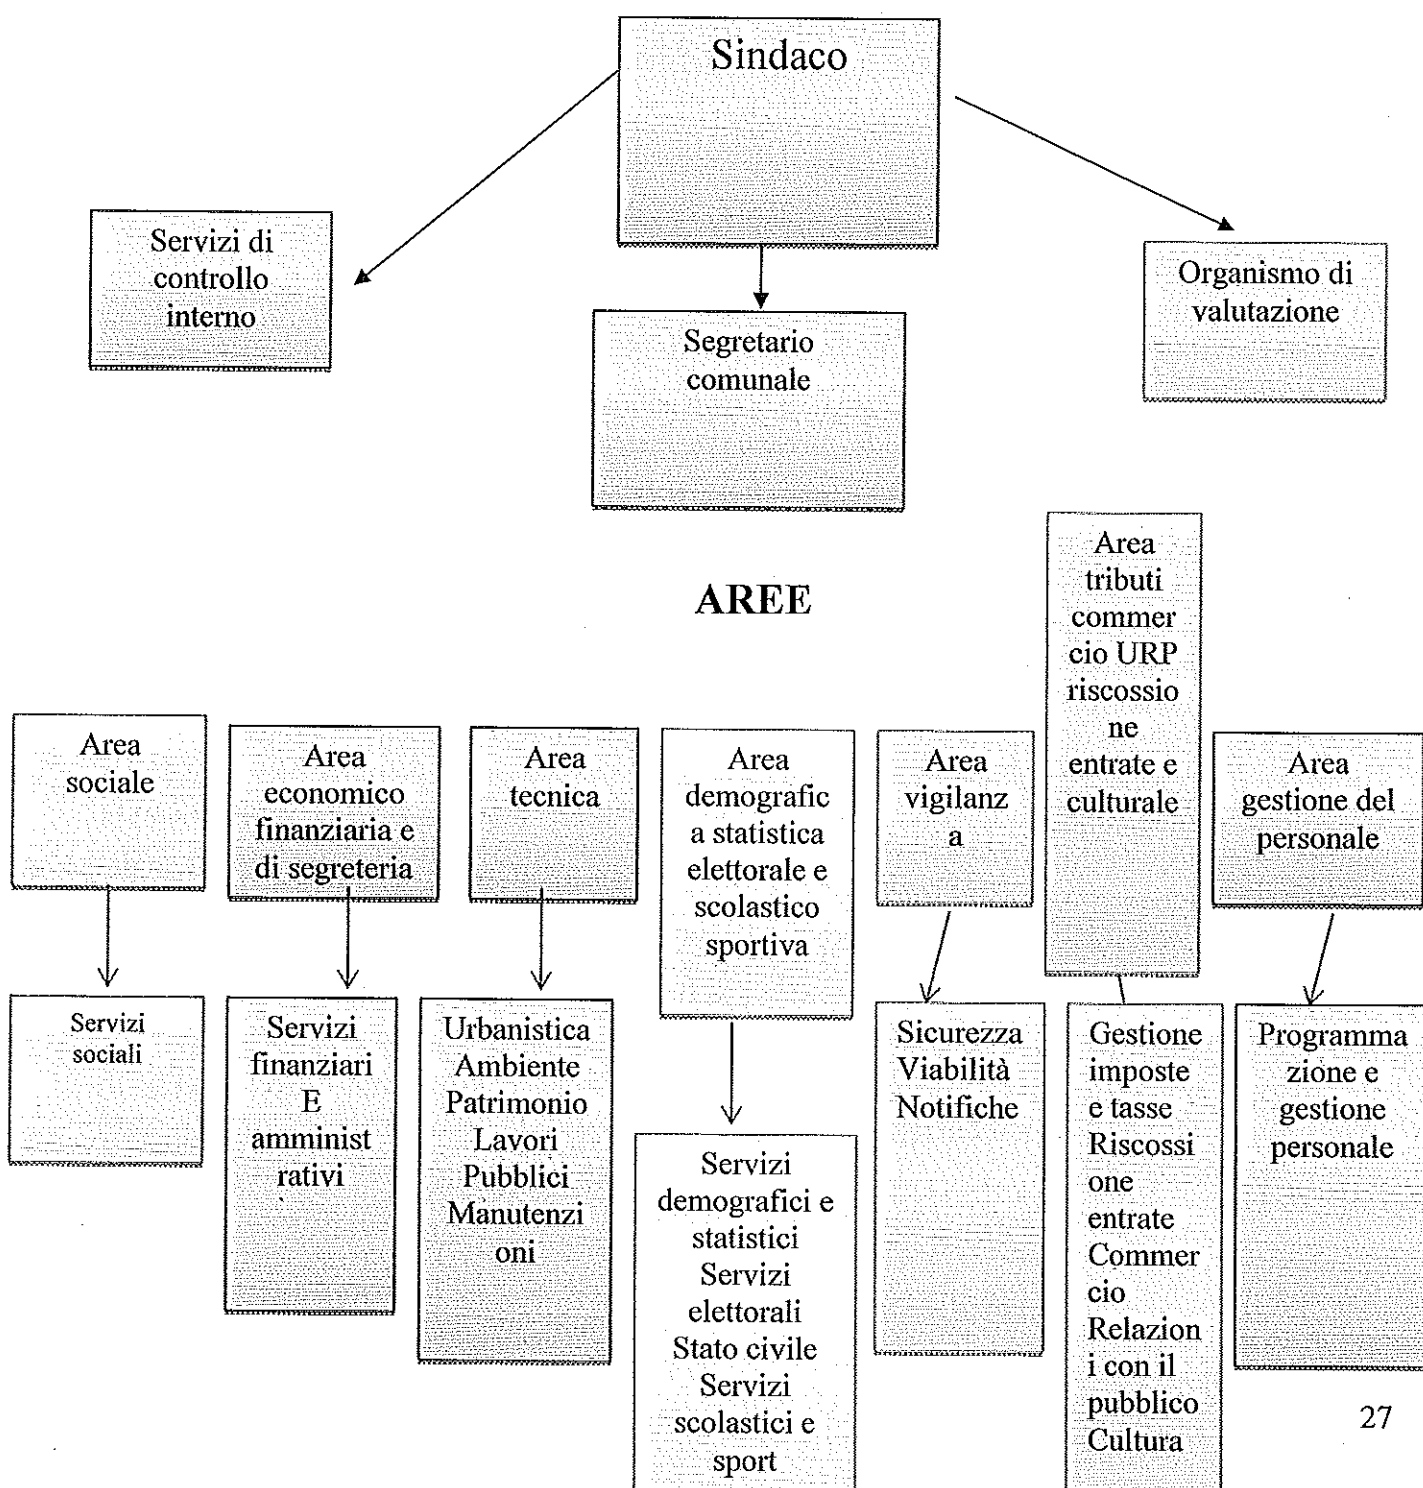 Sindaco
Servizi di
controllo
interno
Organismo di
valutazione
Segretario
comunale
AREE
Area
sociale
Area
economico
finanziaria e
di segreteria
Area
tecnica
Area
demografic
a statistica
elettorale e
scolastico
sportiva
Area
vigilanz
a
Area
tributi
commer
cio URP
riscossio
ne
entrate e
culturale
Area
gestione del
personale
Servizi
sociali
Servizi
finanziari
E
amminist
rativi
Urbanistica
Ambiente
Patrimonio
Lavori
Pubblici
Manutenzi
oni
Servizi
demografici e
statistici
Servizi
elettorali
Stato civile
Servizi
scolastici e
sport
Sicurezza
Viabilità
Notifiche
Gestione
imposte
e tasse
Riscossi
one
entrate
Commer
cio
Relazion
i con il
pubblico
Cultura
Programma
zione e
gestione
personale
27